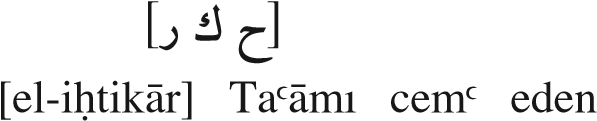 [ح ك ر]
[el-iḥtikār] Taʿāmı cemʿ eden